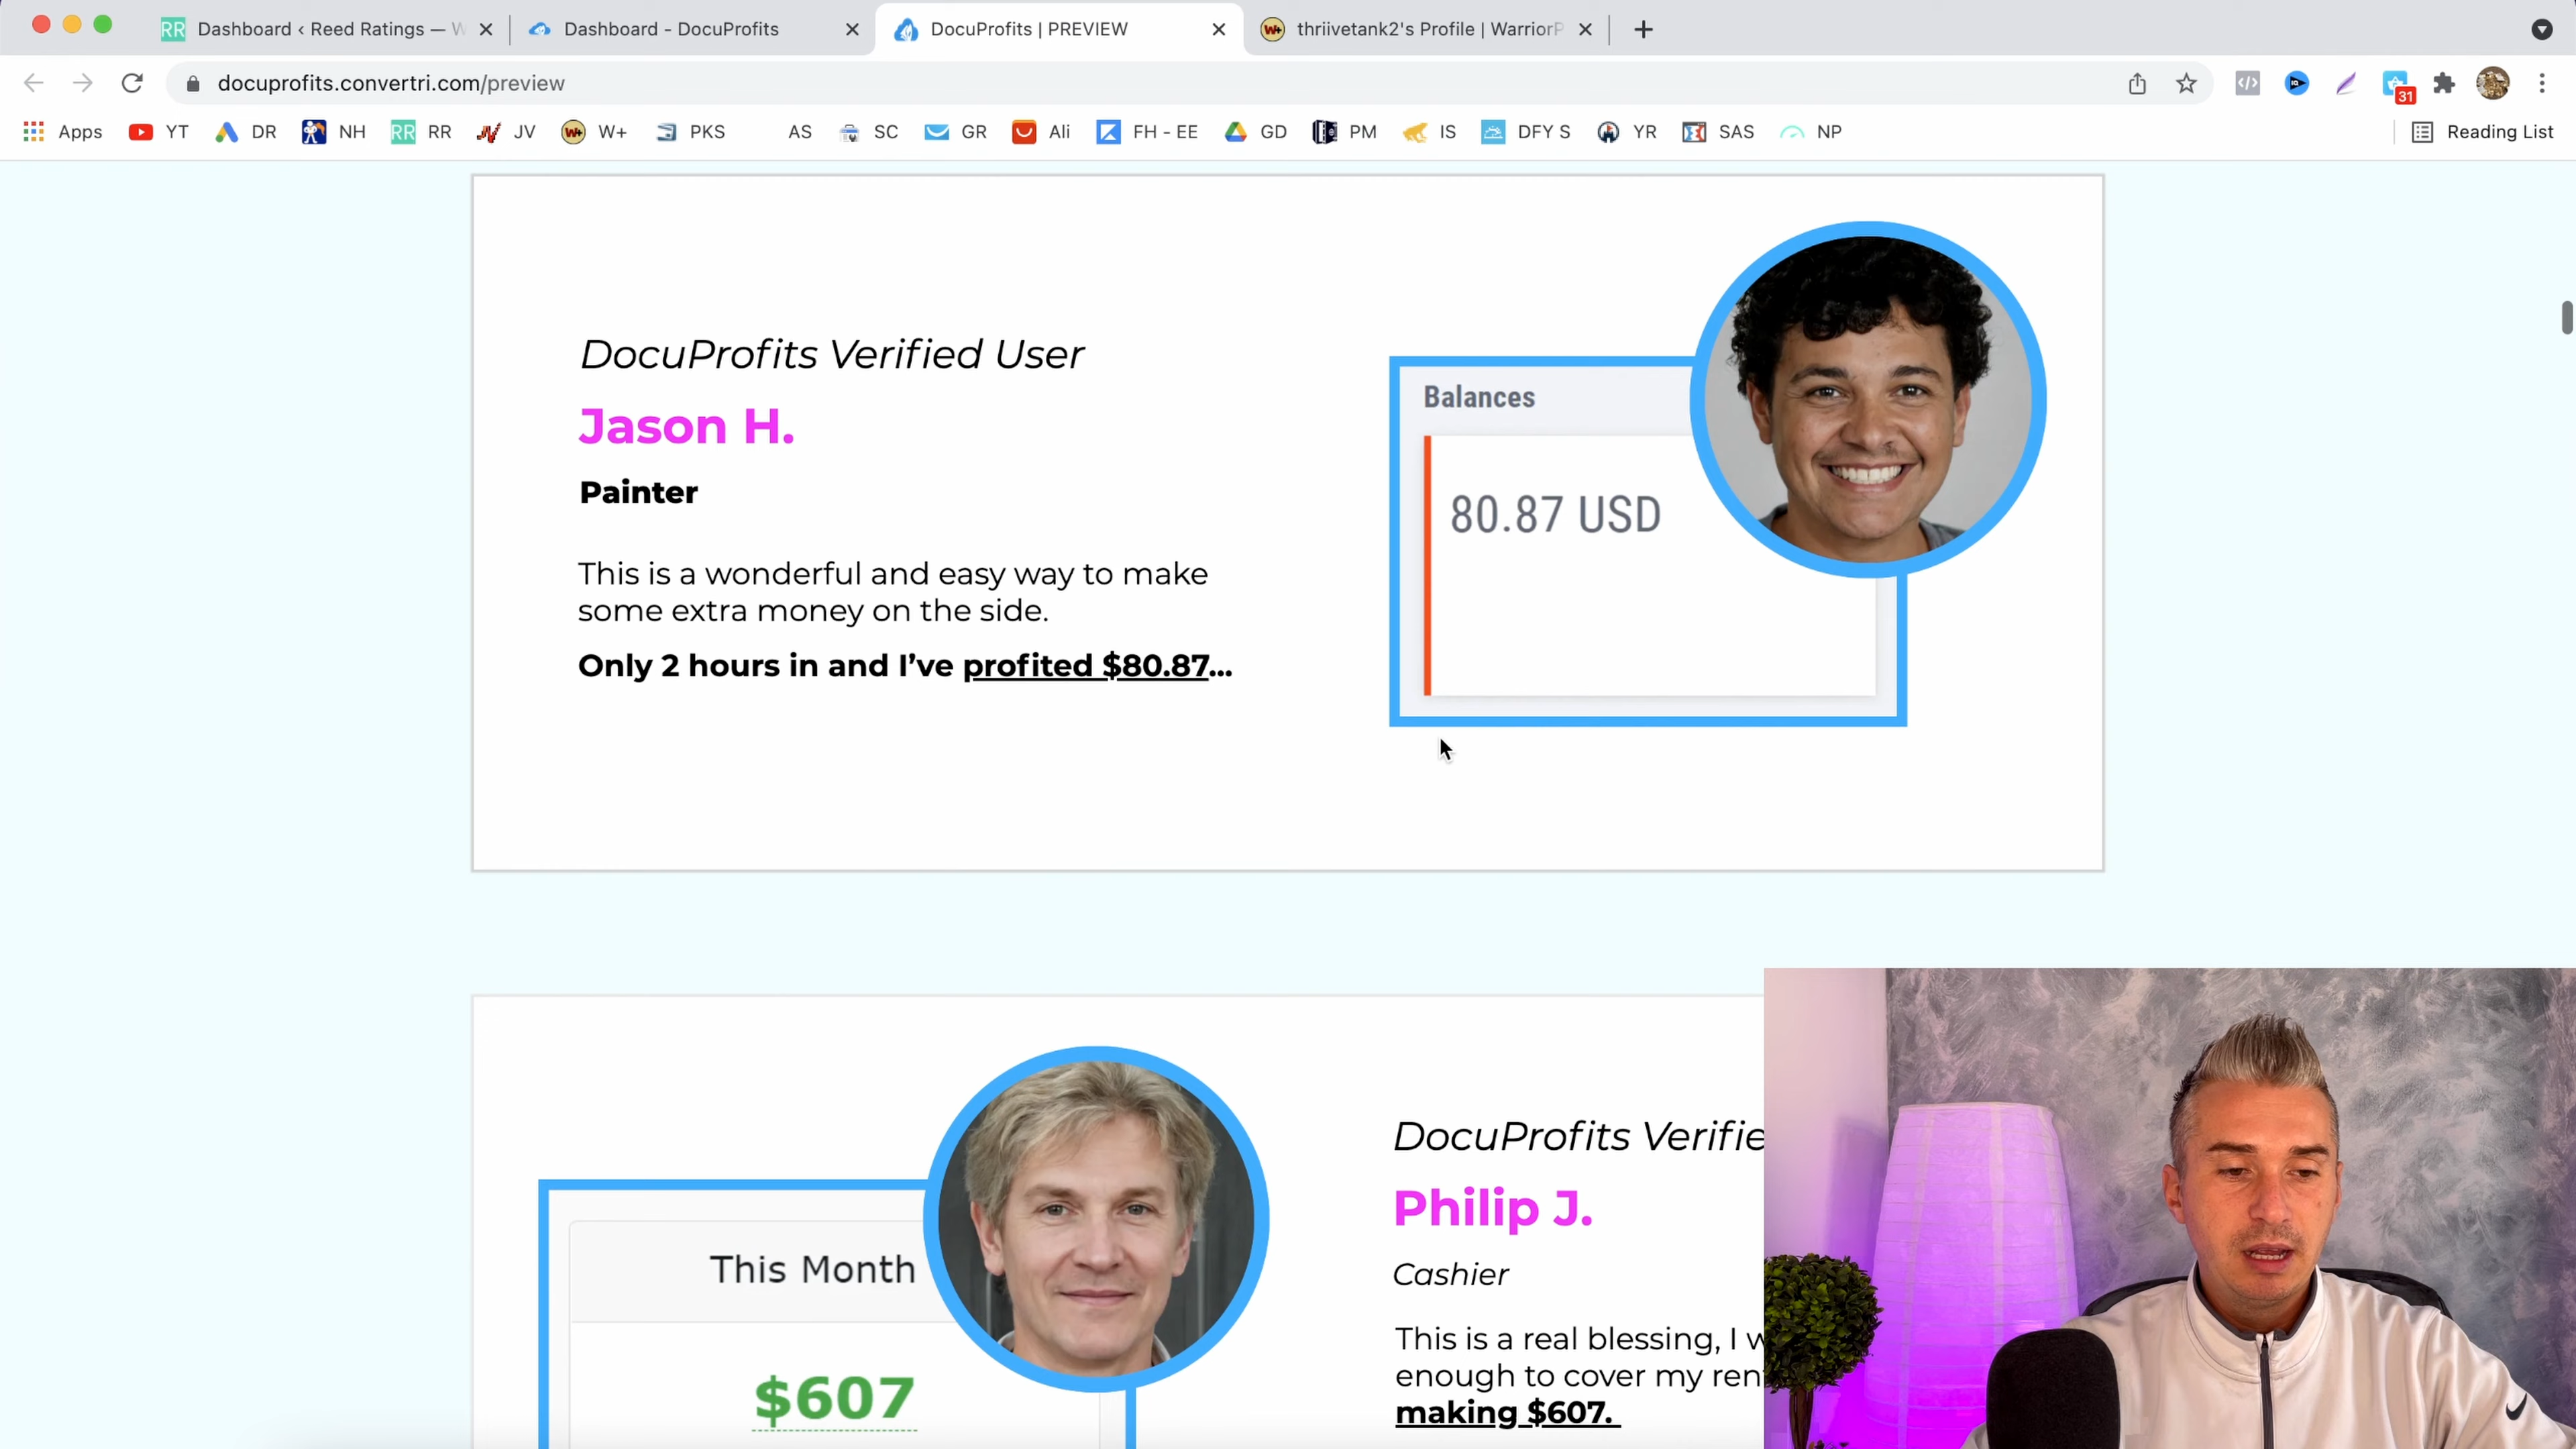 Dashboard ‹ Reed Ratings — W
Dashboard - DocuProfits
DocuProfits | PREVIEW
thriivetank2's Profile | WarriorP
docuprofits.convertri.com/preview
31
Apps
YT
DR
RR
NH
RR
JV
W+
W+
PKS
AS
SC
GR
Ali
FH - EE
GD
PM
IS
DFY S
YR
SAS
NP
Reading List
DocuProfits Verified User
Jason H.
Painter
This is a wonderful and easy way to make
some extra money on the side.
Only 2 hours in and I've profited $80.87...
Balances
80.87 USD
This Month
$607
DocuProfits Verifie
Philip J.
Cashier
This is a real blessing, I w
enough to cover my ren
making $607.